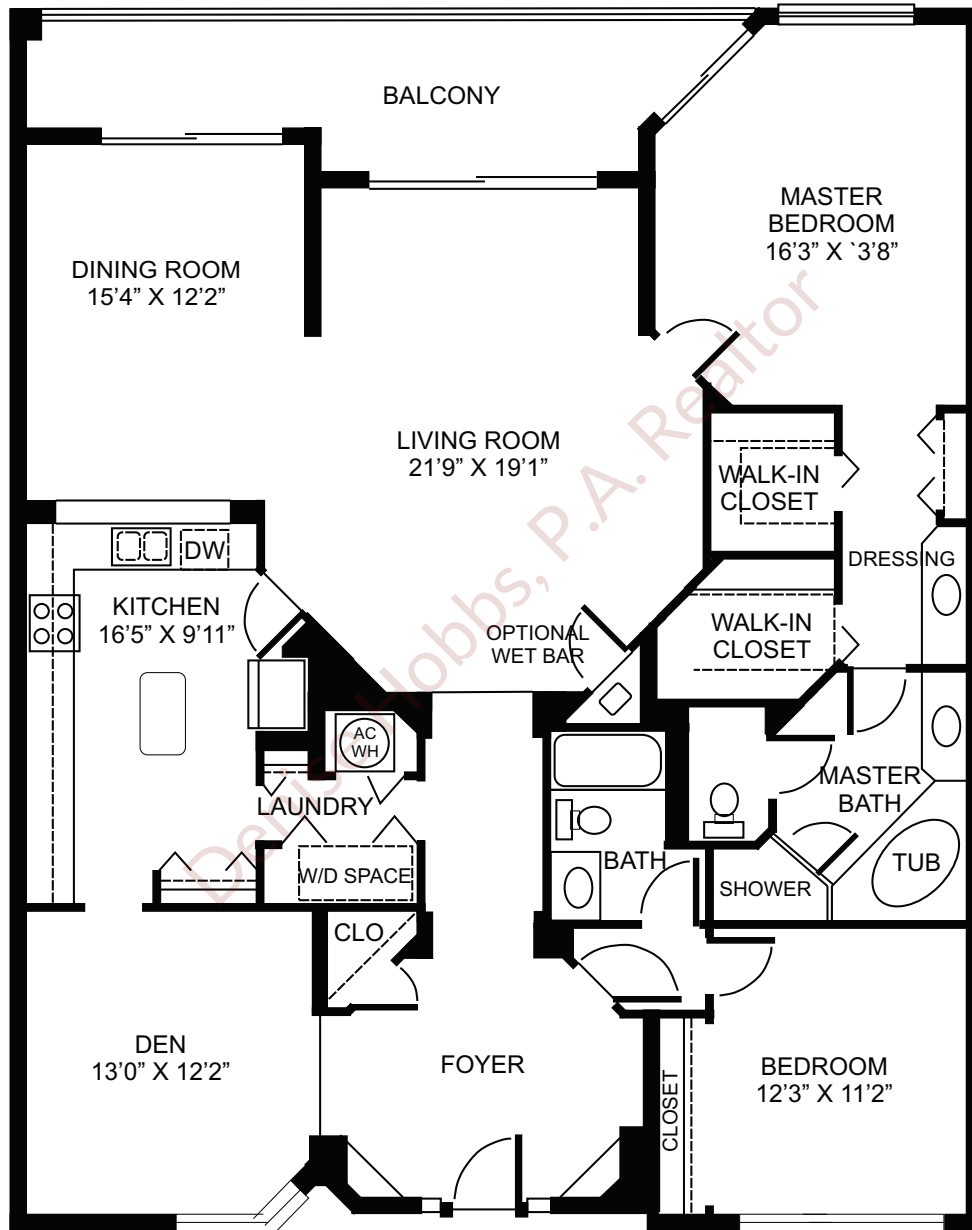 BALCONY
MASTER
BEDROOM
16’3” X `3’8”
DINING ROOM
15’4” X 12’2”
LIVING ROOM
21’9” X 19’1”
WALK-IN
CLOSET
DW
DRESSING
KITCHEN
16’5” X 9’11”
OPTIONAL
WET BAR
WALK-IN
CLOSET
AC
WH
LAUNDRY
MASTER
BATH
W/D SPACE
BATH
SHOWER
TUB
CLO
DEN
13’0” X 12’2”
FOYER
CLOSET
BEDROOM
12’3” X 11’2”
Denise Hobbs, P.A. Realtor